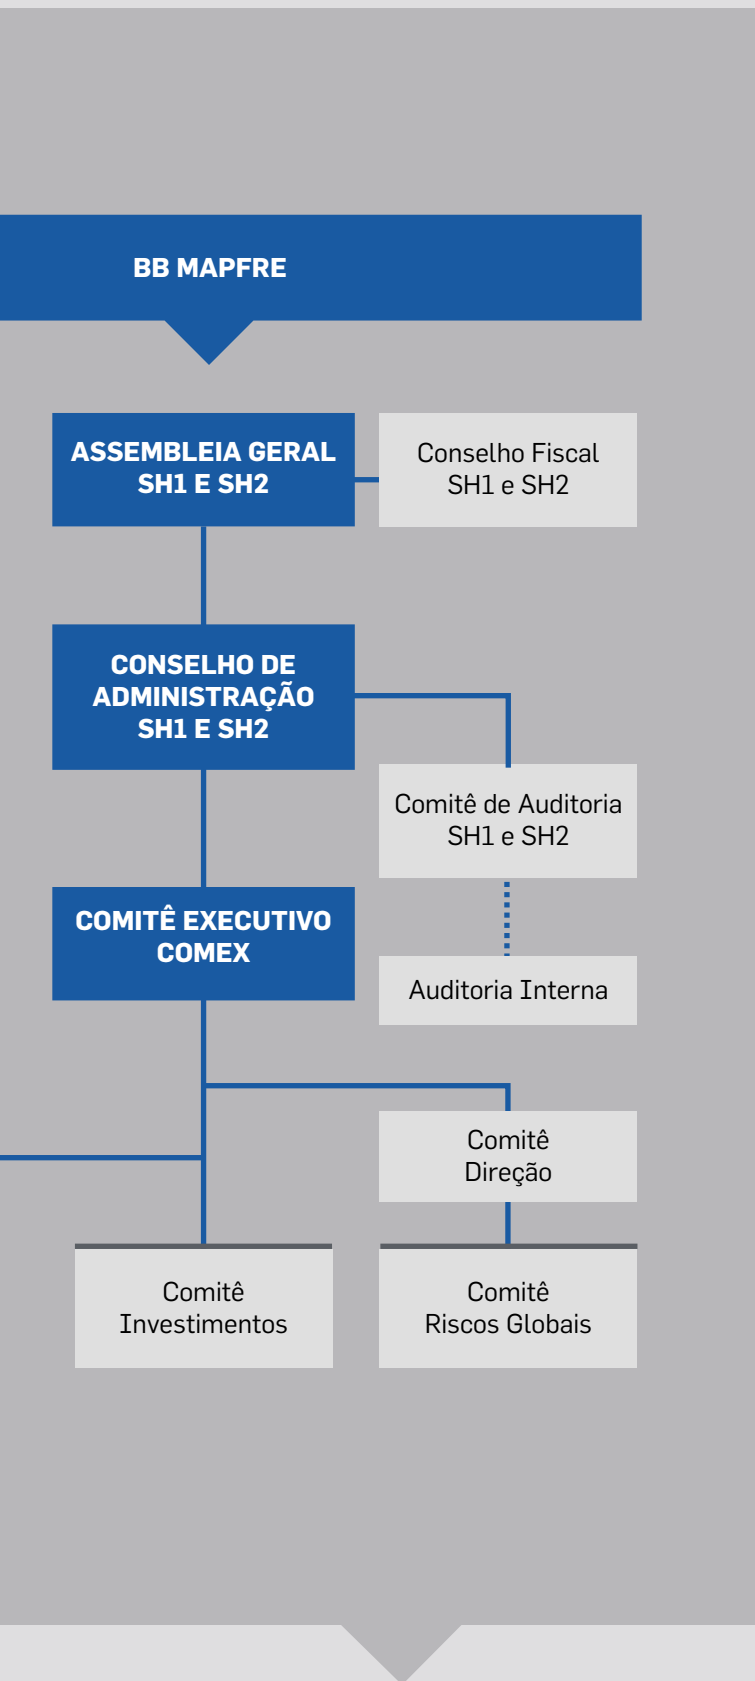 BB MAPFRE
ASSEMBLEIA GERAL
SH1 E SH2
Conselho Fiscal
SH1 e SH2
CONSELHO DE
ADMINISTRAÇÃO
SH1 E SH2
Comitê de Auditoria
SH1 e SH2
COMITÊ EXECUTIVO
COMEX
Auditoria Interna
Comitê
Direção
Comitê
Investimentos
Comitê
Riscos Globais